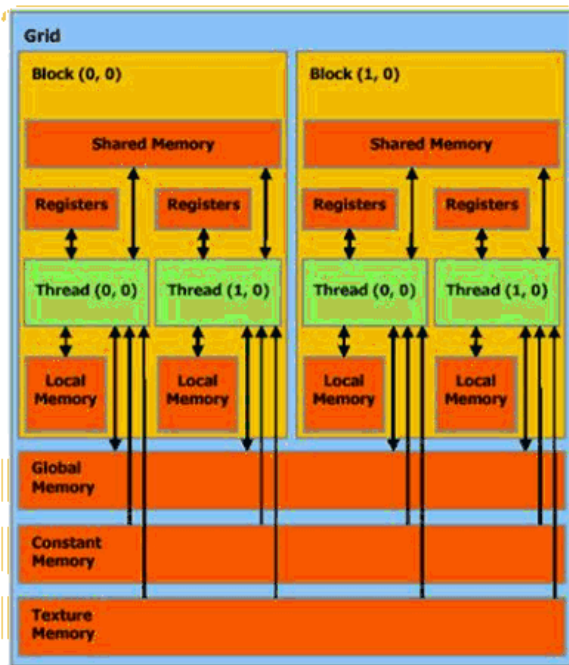 Grid
Block (0, 0)
Block (1, 0)
Shared Memory
Shared Memory
Registers
Registers
Registers
Registers
Thread (0, 0)
Thread (1, 0)
Thread (0, 0)
Thread (1, 0)
Local
Memory
Local
Memory
Local
Memory
Local
Memory
Global
Memory
Constant
Memory
Texture
Memory